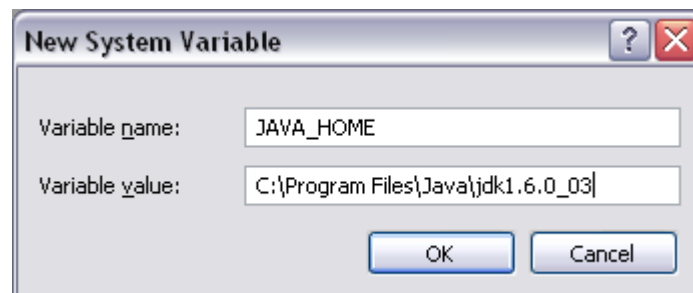 New System Variable
Variable name: JAVA_HOME
Variable value: C:\Program Files\Java\jdk1.6.0_03
OK Cancel